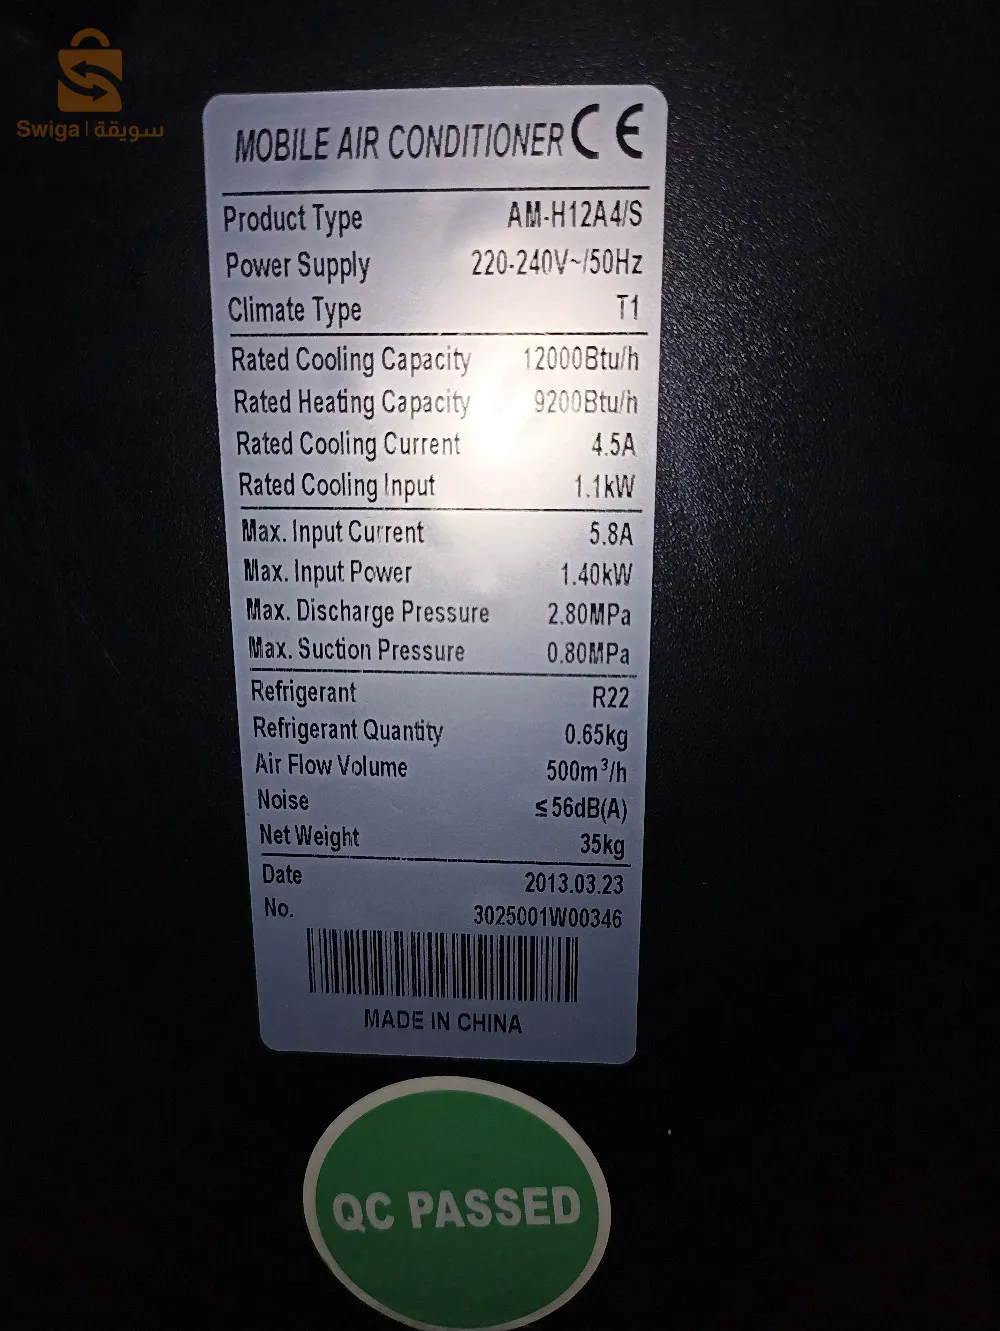 Swiga | سويقة
MOBILE AIR CONDITIONER CE
Product Type AM-H12A4/S
Power Supply 220-240V~/50Hz
Climate Type T1
Rated Cooling Capacity 12000Btu/h
Rated Heating Capacity 9200Btu/h
Rated Cooling Current 4.5A
Rated Cooling Input 1.1kW
Max. Input Current 5.8A
Max. Input Power 1.40kW
Max. Discharge Pressure 2.80MPa
Max. Suction Pressure 0.80MPa
Refrigerant R22
Refrigerant Quantity 0.65kg
Air Flow Volume 500m³/h
Noise ≤56dB(A)
Net Weight 35kg
Date 2013.03.23
No. 3025001W00346
MADE IN CHINA
QC PASSED